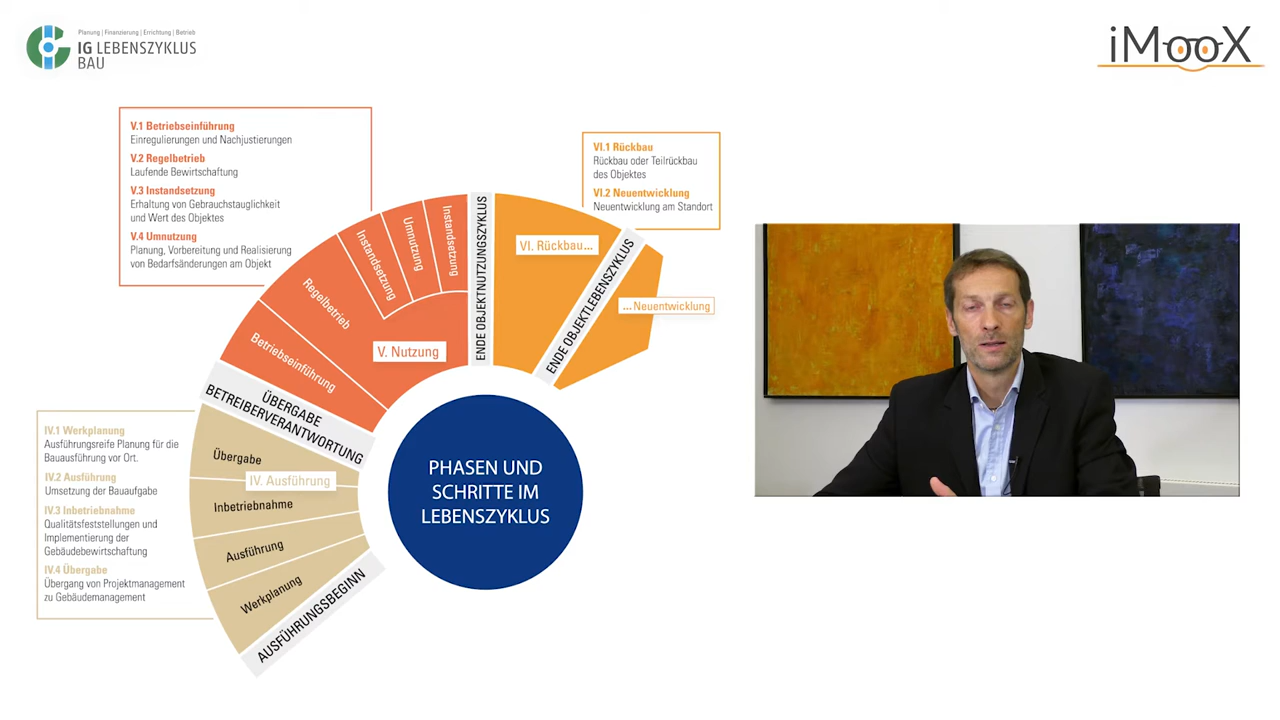 Planung | Finanzierung | Errichtung | Betrieb
IG LEBENSZYKLUS
BAU
iMooX
V.1 Betriebseinführung
Einregulierungen und Nachjustierungen
V.2 Regelbetrieb
Laufende Bewirtschaftung
V.3 Instandsetzung
Erhaltung von Gebrauchstauglichkeit
und Wert des Objektes
V.4 Umnutzung
Planung, Vorbereitung und Realisierung
von Bedarfsänderungen am Objekt
VI.1 Rückbau
Rückbau oder Teilrückbau
des Objektes
VI.2 Neuentwicklung
Neuentwicklung am Standort
IV.1 Werkplanung
Ausführungsreife Planung für die
Bauausführung vor Ort.
IV.2 Ausführung
Umsetzung der Bauaufgabe
IV.3 Inbetriebnahme
Qualitätsfeststellungen und
Implementierung der
Gebäudebewirtschaftung
IV.4 Übergabe
Übergang von Projektmanagement
zu Gebäudemanagement
AUSFÜHRUNGSBEGINN
Werkplanung
Ausführung
Inbetriebnahme
IV. Ausführung
Übergabe
ÜBERGABE
BETREIBERVERANTWORTUNG
Betriebseinführung
Regelbetrieb
V. Nutzung
Instandsetzung
Umnutzung
Instandsetzung
ENDE OBJEKTNUTZUNGSZYKLUS
VI. Rückbau...
ENDE OBJEKTLEBENSZYKLUS
... Neuentwicklung
PHASEN UND
SCHRITTE IM
LEBENSZYKLUS